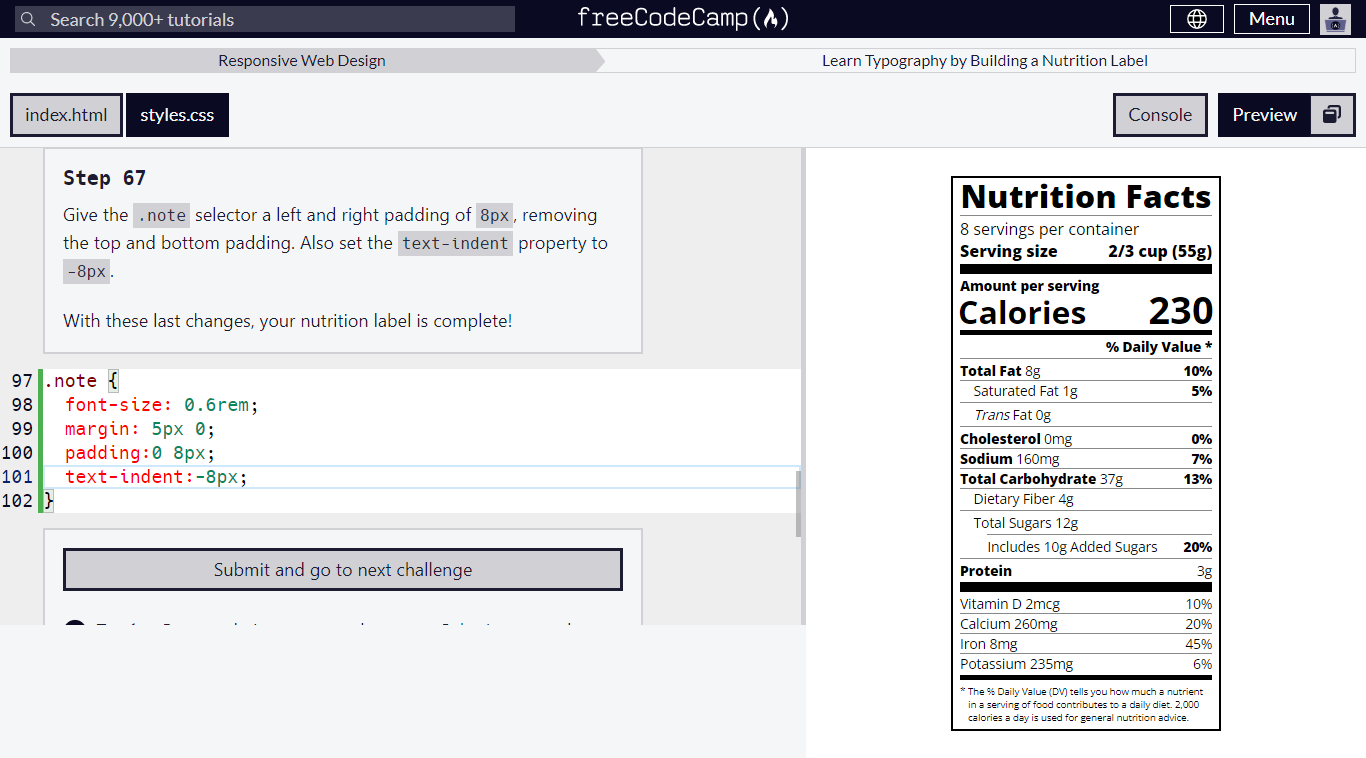 Search 9,000+ tutorials
freeCodeCamp
Menu
Responsive Web Design
Learn Typography by Building a Nutrition Label
index.html
styles.css
Console
Preview
Step 67
Give the .note selector a left and right padding of 8px, removing
the top and bottom padding. Also set the text-indent property to
-8px.
With these last changes, your nutrition label is complete!
97 .note {
98 font-size: 0.6rem;
99 margin: 5px 0;
100 padding:0 8px;
101 text-indent:-8px;
102 }
Submit and go to next challenge
Nutrition Facts
8 servings per container
Serving size 2/3 cup (55g)
Amount per serving
Calories 230
% Daily Value *
Total Fat 8g 10%
Saturated Fat 1g 5%
Trans Fat 0g
Cholesterol 0mg 0%
Sodium 160mg 7%
Total Carbohydrate 37g 13%
Dietary Fiber 4g
Total Sugars 12g
Includes 10g Added Sugars 20%
Protein 3g
Vitamin D 2mcg 10%
Calcium 260mg 20%
Iron 8mg 45%
Potassium 235mg 6%
* The % Daily Value (DV) tells you how much a nutrient
in a serving of food contributes to a daily diet. 2,000
calories a day is used for general nutrition advice.